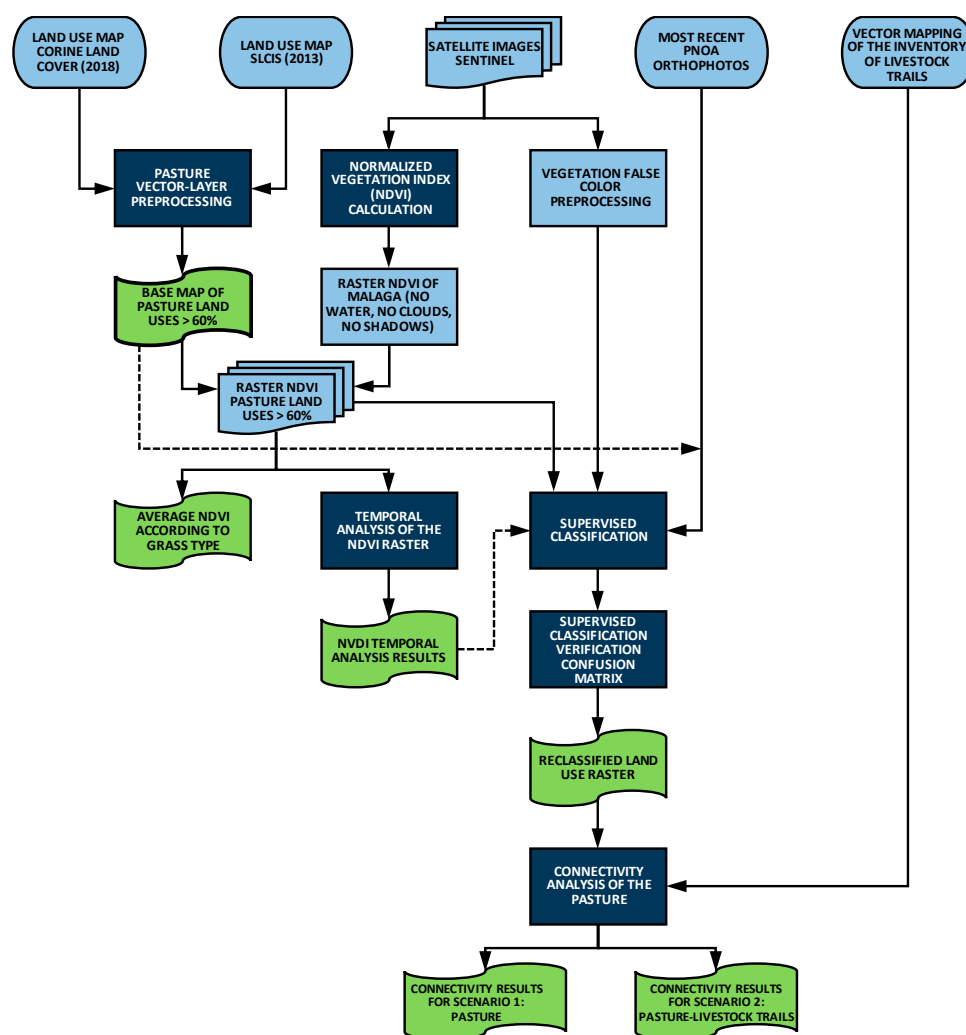 LAND USE MAP
CORINE LAND
COVER (2018)
LAND USE MAP
SLCIS (2013)
SATELLITE IMAGES
SENTINEL
MOST RECENT
PNOA
ORTHOPHOTOS
VECTOR MAPPING
OF THE INVENTORY
OF LIVESTOCK
TRAILS
PASTURE
VECTOR-LAYER
PREPROCESSING
NORMALIZED
VEGETATION INDEX
(NDVI)
CALCULATION
VEGETATION FALSE
COLOR
PREPROCESSING
BASE MAP OF
PASTURE LAND
USES > 60%
RASTER NDVI OF
MALAGA (NO
WATER, NO CLOUDS,
NO SHADOWS)
RASTER NDVI
PASTURE LAND
USES > 60%
AVERAGE NDVI
ACCORDING TO
GRASS TYPE
TEMPORAL
ANALYSIS OF THE
NDVI RASTER
SUPERVISED
CLASSIFICATION
NVDI TEMPORAL
ANALYSIS RESULTS
SUPERVISED
CLASSIFICATION
VERIFICATION
CONFUSION
MATRIX
RECLASSIFIED LAND
USE RASTER
CONNECTIVITY
ANALYSIS OF THE
PASTURE
CONNECTIVITY RESULTS
FOR SCENARIO 1:
PASTURE
CONNECTIVITY RESULTS
FOR SCENARIO 2:
PASTURE-LIVESTOCK TRAILS